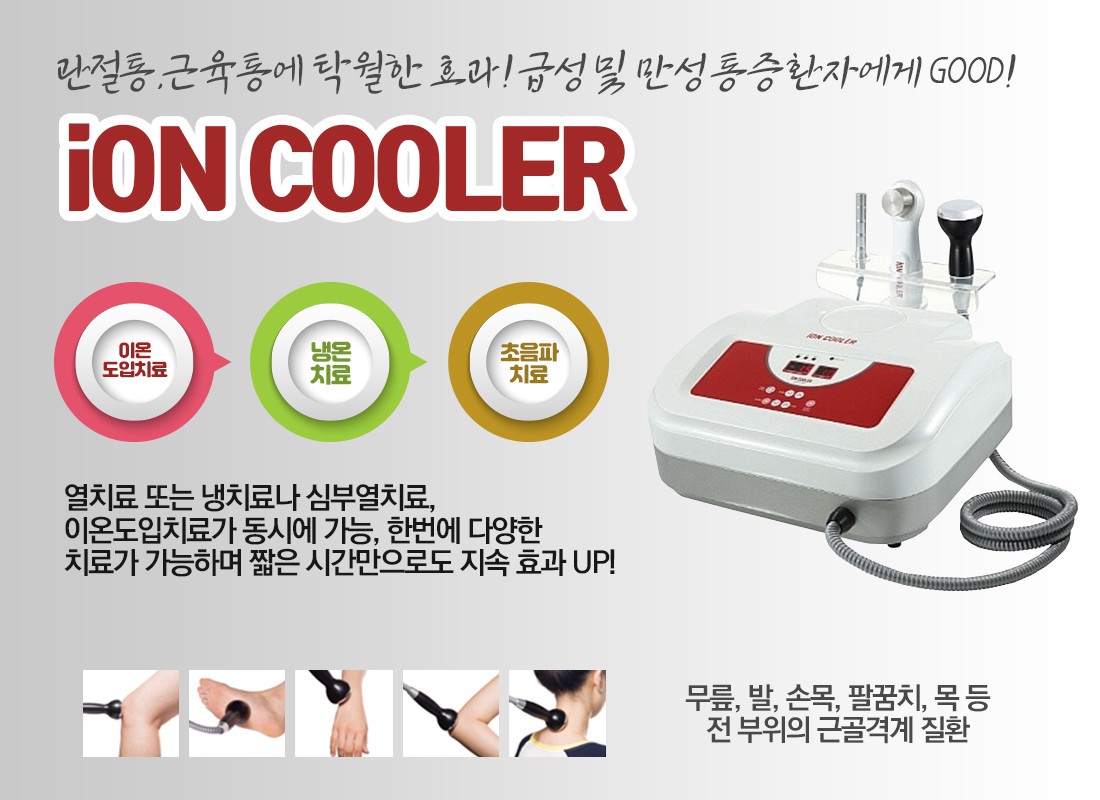 관절통,근육통에 탁월한 효과! 급성 및 만성 통증환자에게 GOOD!
iON COOLER
이온
도입치료
냉온
치료
초음파
치료
iON COOLER
열치료 또는 냉치료나 심부열치료,
이온도입치료가 동시에 가능, 한번에 다양한
치료가 가능하며 짧은 시간만으로도 지속 효과 UP!
무릎, 발, 손목, 팔꿈치, 목 등
전 부위의 근골격계 질환